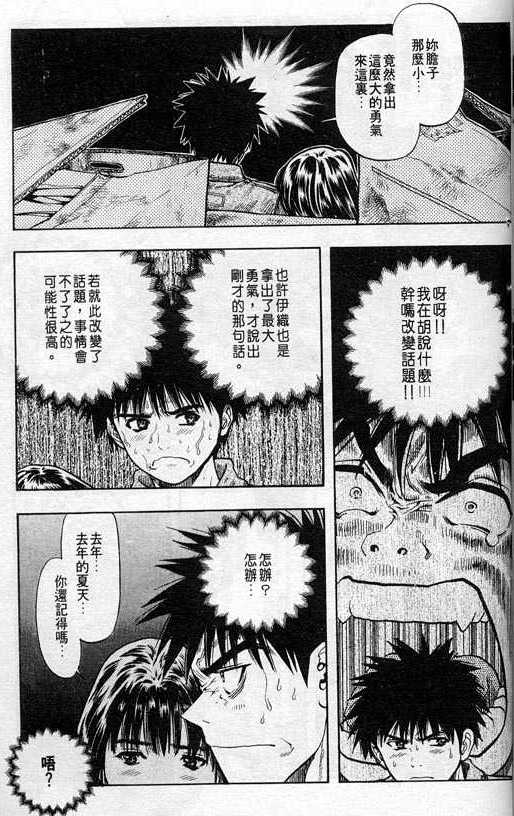 妳膽子
那麼小…
竟然拿出
這麼大的勇氣
來這裏…
呀呀!!
我在胡說什麼!!!
幹嘴改變話題!!
也許伊織也是
拿出了最大
勇氣，才說出
剛才的那句話。
若就此改變了
話題，事情會
不了了之的
可能性很高。
怎辦？
怎辦…
去年…
去年的夏天…
你還記得嗎…
唔？